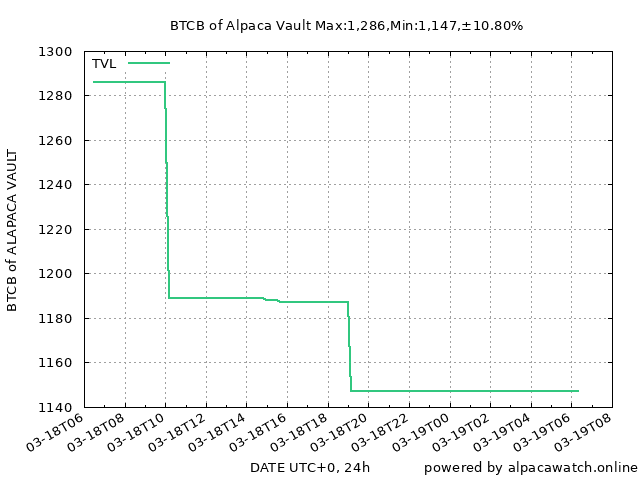 BTCB of Alpaca Vault Max:1,286,Min:1,147,±10.80%
TVL
BTCB of ALAPACA VAULT
1300
1280
1260
1240
1220
1200
1180
1160
1140
03-18T06
03-18T08
03-18T10
03-18T12
03-18T14
03-18T16
03-18T18
03-18T20
03-18T22
03-19T00
03-19T02
03-19T04
03-19T06
03-19T08
DATE UTC+0, 24h
powered by alpacawatch.online